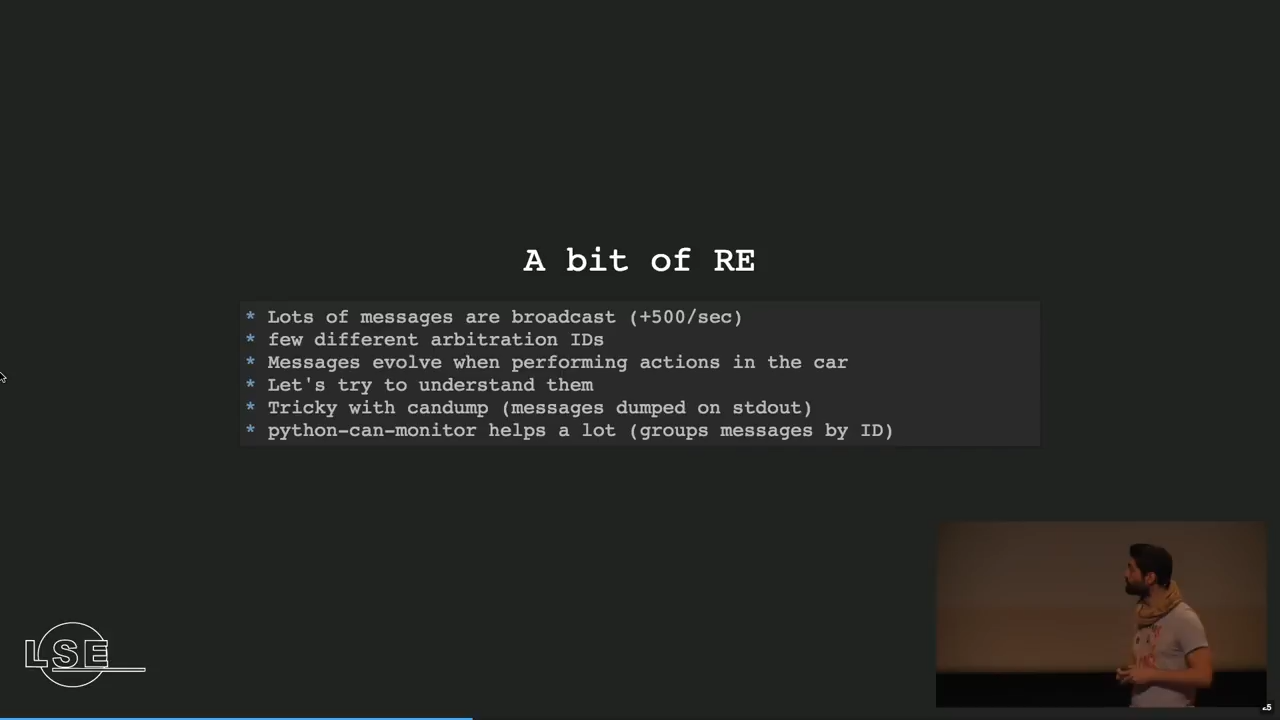 A bit of RE
* Lots of messages are broadcast (+500/sec)
* few different arbitration IDs
* Messages evolve when performing actions in the car
* Let's try to understand them
* Tricky with candump (messages dumped on stdout)
* python-can-monitor helps a lot (groups messages by ID)
LSE
25